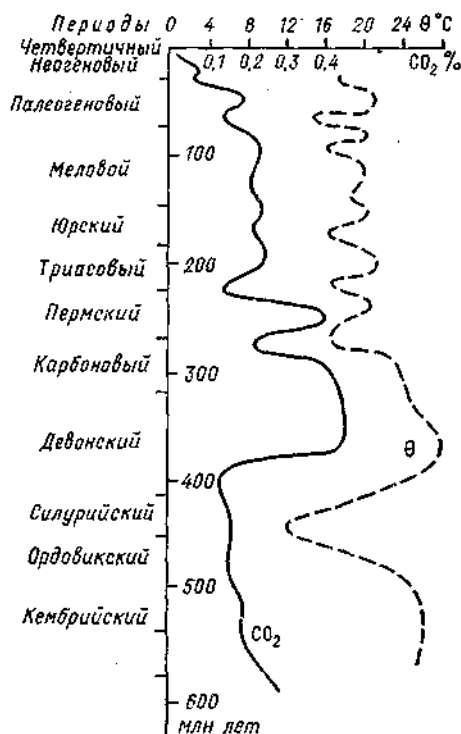 Периоды 0 4 8 12 16 20 24 θ°C
Четвертичный
Неогеновый 0,1 0,2 0,3 0,4 CO₂%
Палеогеновый
100
Меловой
Юрский
200
Триасовый
Пермский
Карбоновый
300
Девонский
θ
400
Силурийский
Ордовикский
500
Кембрийский
CO₂
600
млн лет